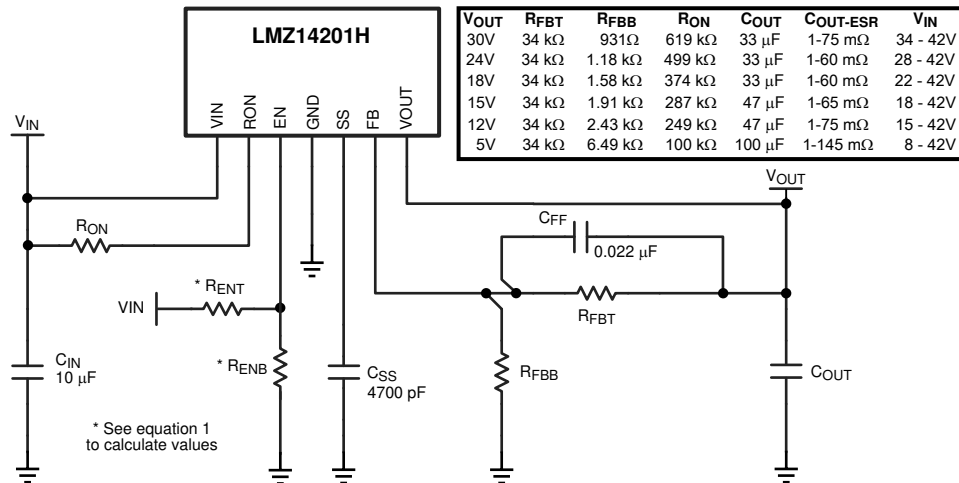 LMZ14201H
VIN
RON
EN
GND
SS
FB
VOUT
VOUT RFBT RFBB RON COUT COUT-ESR VIN
30V 34 kΩ 931Ω 619 kΩ 33 μF 1-75 mΩ 34 - 42V
24V 34 kΩ 1.18 kΩ 499 kΩ 33 μF 1-60 mΩ 28 - 42V
18V 34 kΩ 1.58 kΩ 374 kΩ 33 μF 1-60 mΩ 22 - 42V
15V 34 kΩ 1.91 kΩ 287 kΩ 47 μF 1-65 mΩ 18 - 42V
12V 34 kΩ 2.43 kΩ 249 kΩ 47 μF 1-75 mΩ 15 - 42V
5V 34 kΩ 6.49 kΩ 100 kΩ 100 μF 1-145 mΩ 8 - 42V
VIN
VOUT
RON
CFF
0.022 μF
* RENT
VIN
RFBT
* RENB
CIN
10 μF
CSS
4700 pF
RFBB
COUT
* See equation 1
to calculate values